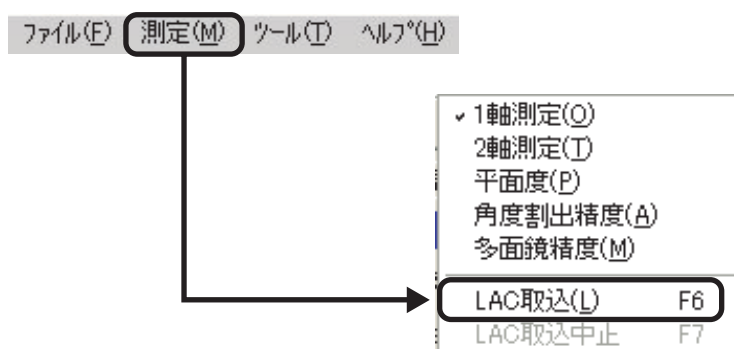 ﾌｧｲﾙ(F) 測定(M) ﾂｰﾙ(T) ﾍﾙﾌﾟ(H)
1軸測定(O)
2軸測定(T)
平面度(P)
角度割出精度(A)
多面鏡精度(M)
LAC取込(L) F6
LAC取込中止 F7